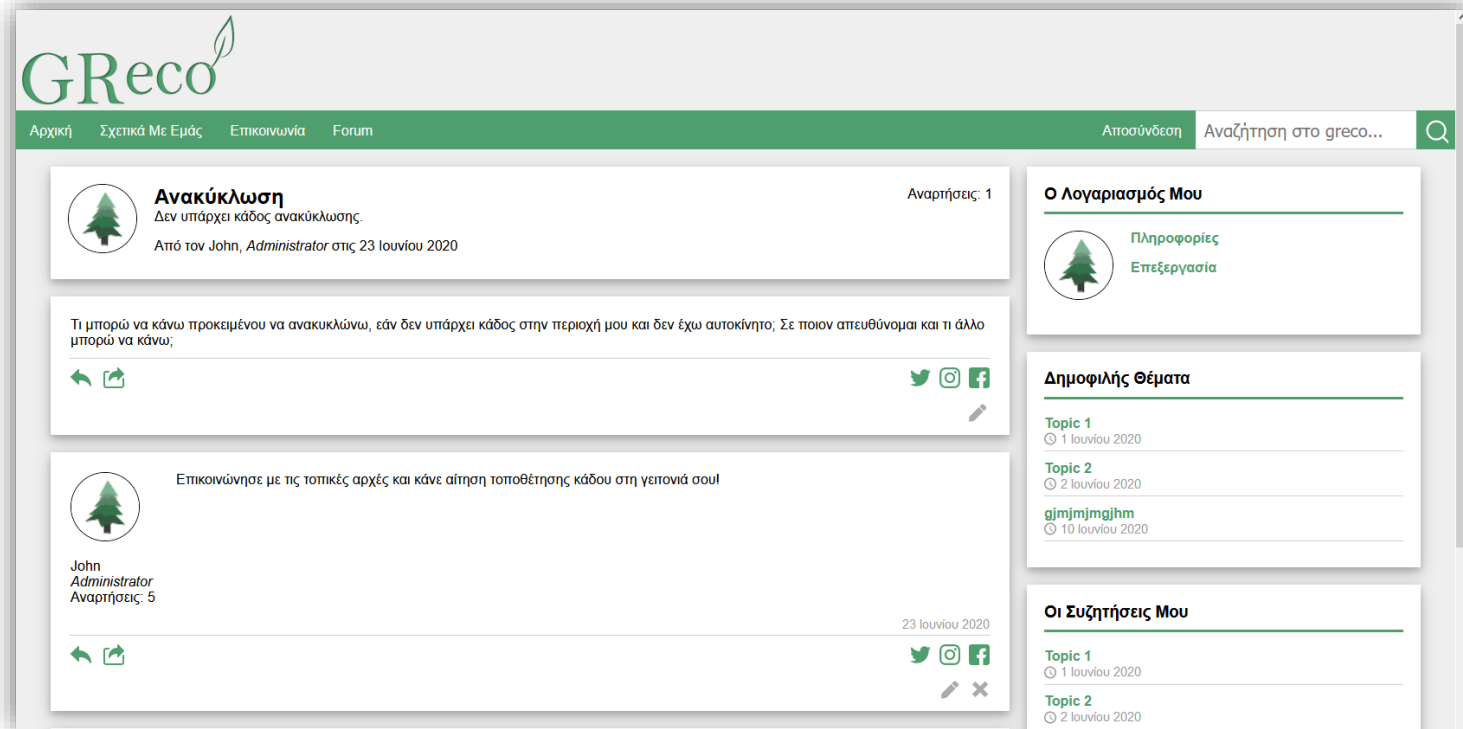 GReco
Αρχική Σχετικά Με Εμάς Επικοινωνία Forum Αποσύνδεση Αναζήτηση στο greco...
Ανακύκλωση
Αναρτήσεις: 1
Δεν υπάρχει κάδος ανακύκλωσης.
Από τον John, Administrator στις 23 Ιουνίου 2020
Τι μπορώ να κάνω προκειμένου να ανακυκλώνω, εάν δεν υπάρχει κάδος στην περιοχή μου και δεν έχω αυτοκίνητο; Σε ποιον απευθύνομαι και τι άλλο
μπορώ να κάνω;
Επικοινώνησε με τις τοπικές αρχές και κάνε αίτηση τοποθέτησης κάδου στη γειτονιά σου!
John
Administrator
Αναρτήσεις: 5
23 Ιουνίου 2020
Ο Λογαριασμός Μου
Πληροφορίες
Επεξεργασία
Δημοφιλής Θέματα
Topic 1
1 Ιουνίου 2020
Topic 2
2 Ιουνίου 2020
gjmjmjmgjhm
10 Ιουνίου 2020
Οι Συζητήσεις Μου
Topic 1
1 Ιουνίου 2020
Topic 2
2 Ιουνίου 2020